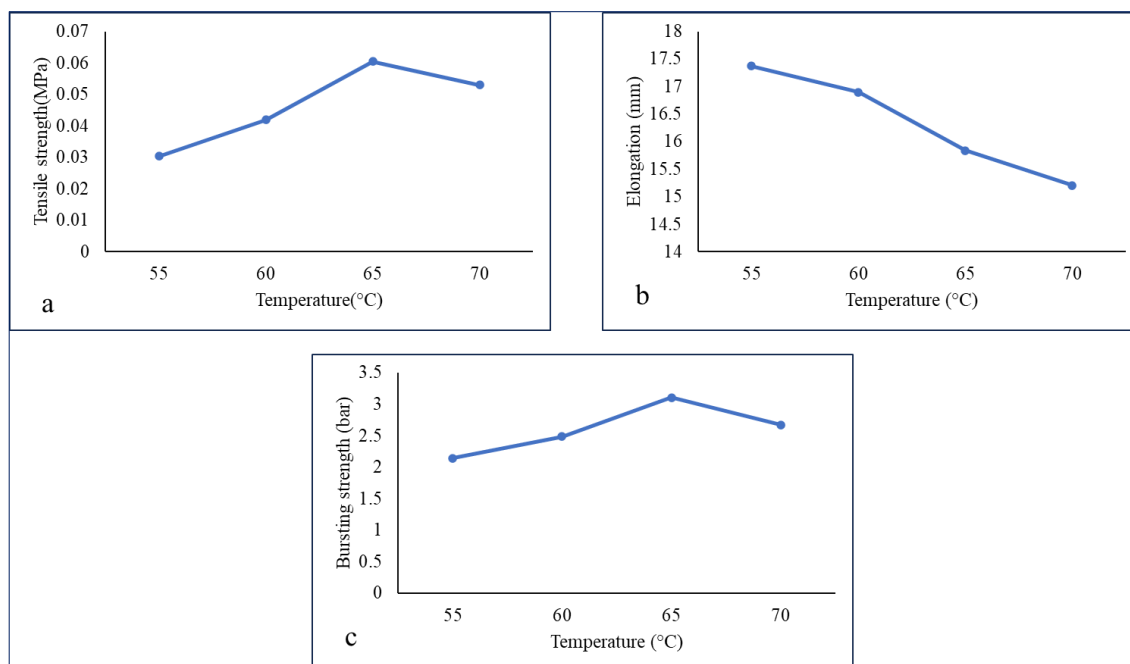 Tensile strength(MPa)
0.07
0.06
0.05
0.04
0.03
0.02
0.01
0
55 60 65 70
Temperature(°C)
a
Elongation (mm)
18
17.5
17
16.5
16
15.5
15
14.5
14
55 60 65 70
Temperature (°C)
b
Bursting strength (bar)
3.5
3
2.5
2
1.5
1
0.5
0
55 60 65 70
Temperature (°C)
c